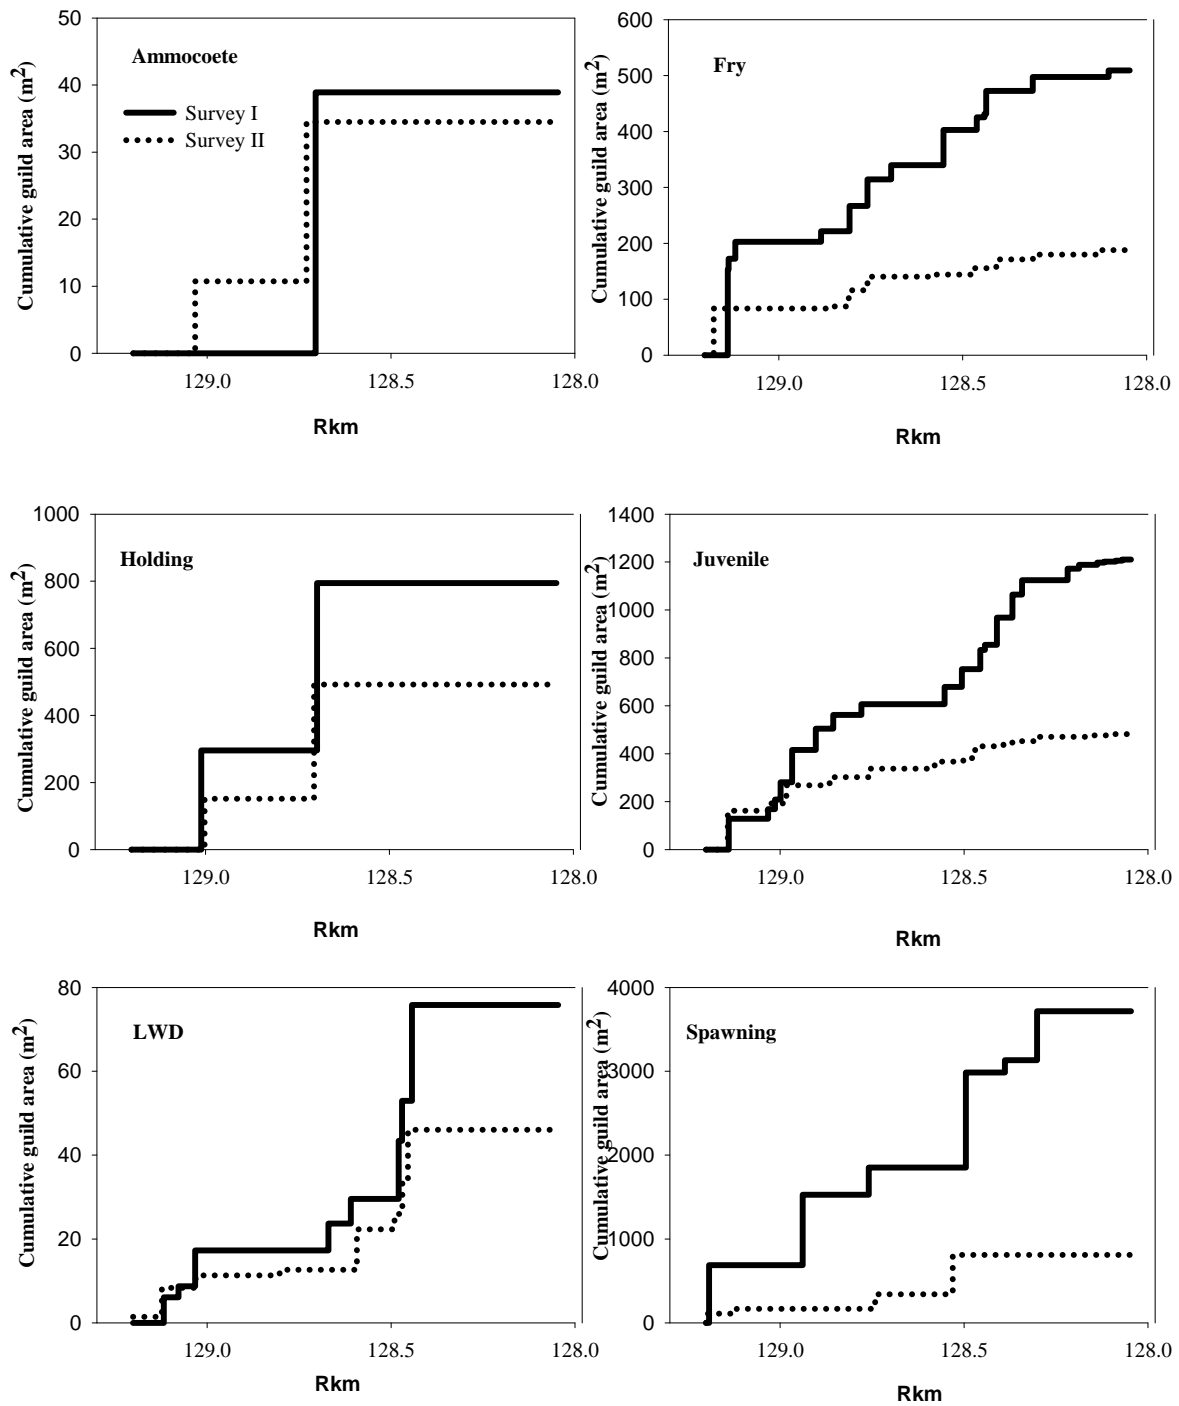 Cumulative guild area (m2)
50
40
30
20
10
0
Ammocoete
Survey I
Survey II
129.0 128.5 128.0
Rkm
Cumulative guild area (m2)
600
500
400
300
200
100
0
Fry
129.0 128.5 128.0
Rkm
Cumulative guild area (m2)
1000
800
600
400
200
0
Holding
129.0 128.5 128.0
Rkm
Cumulative guild area (m2)
1400
1200
1000
800
600
400
200
0
Juvenile
129.0 128.5 128.0
Rkm
Cumulative guild area (m2)
80
60
40
20
0
LWD
129.0 128.5 128.0
Rkm
Cumulative guild area (m2)
4000
3000
2000
1000
0
Spawning
129.0 128.5 128.0
Rkm